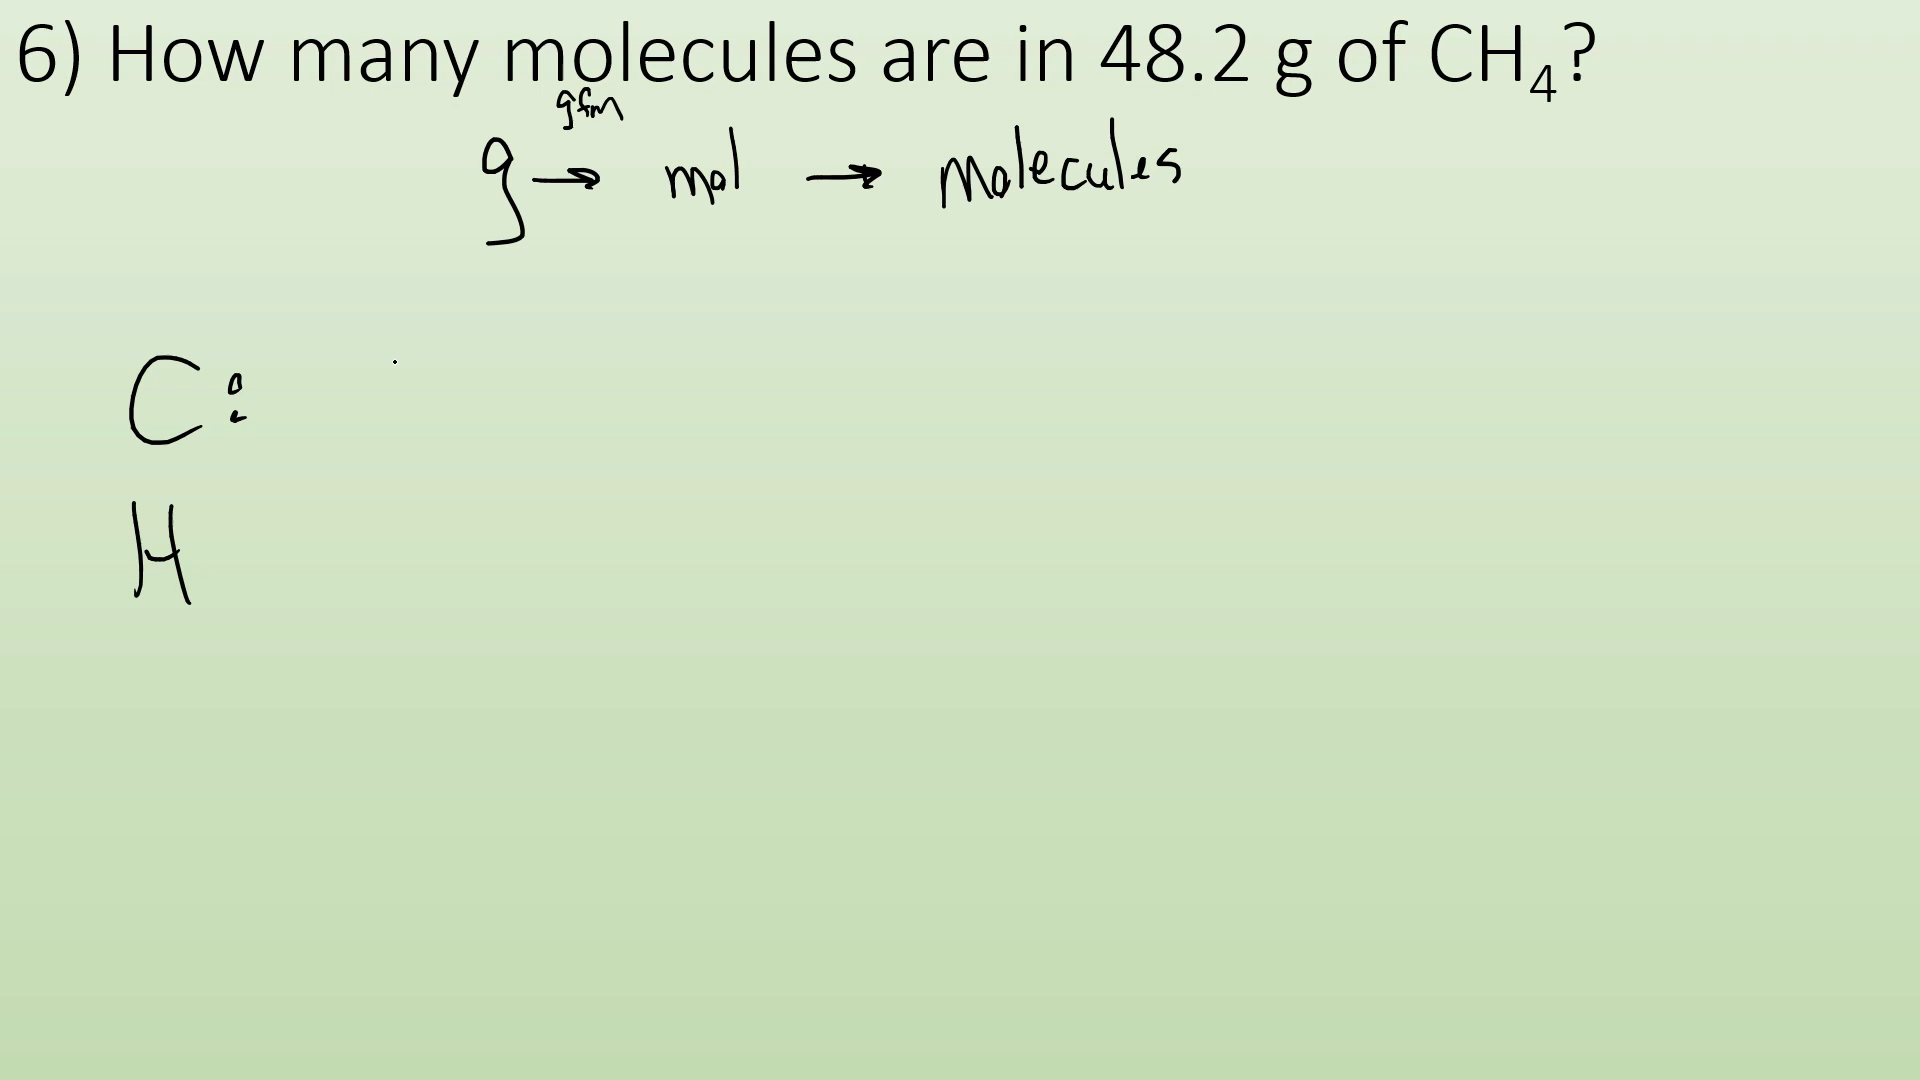 6) How many molecules are in 48.2 g of CH₄?
gfm
g → mol → molecules
C:
H